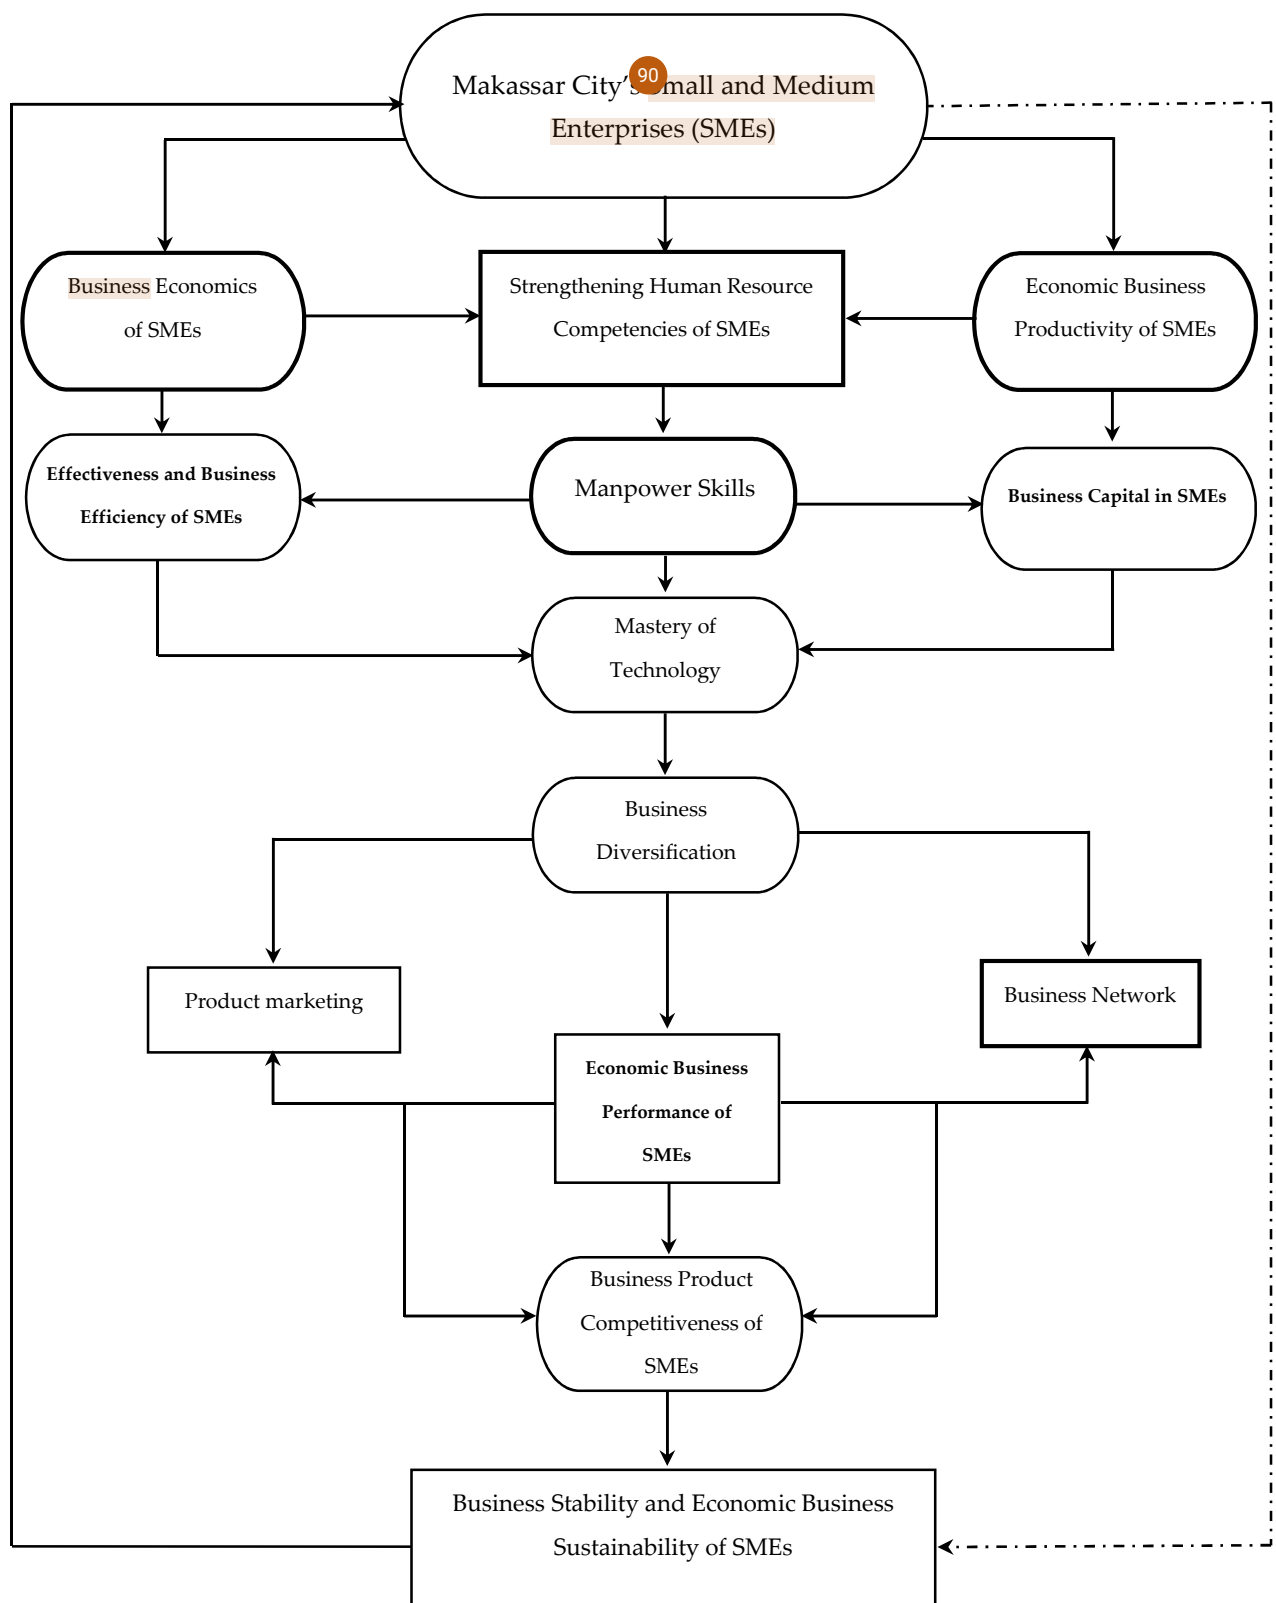 90
Makassar City's Small and Medium
Enterprises (SMEs)
Business Economics
of SMEs
Strengthening Human Resource
Competencies of SMEs
Economic Business
Productivity of SMEs
Effectiveness and Business
Efficiency of SMEs
Manpower Skills
Business Capital in SMEs
Mastery of
Technology
Business
Diversification
Product marketing
Business Network
Economic Business
Performance of
SMEs
Business Product
Competitiveness of
SMEs
Business Stability and Economic Business
Sustainability of SMEs